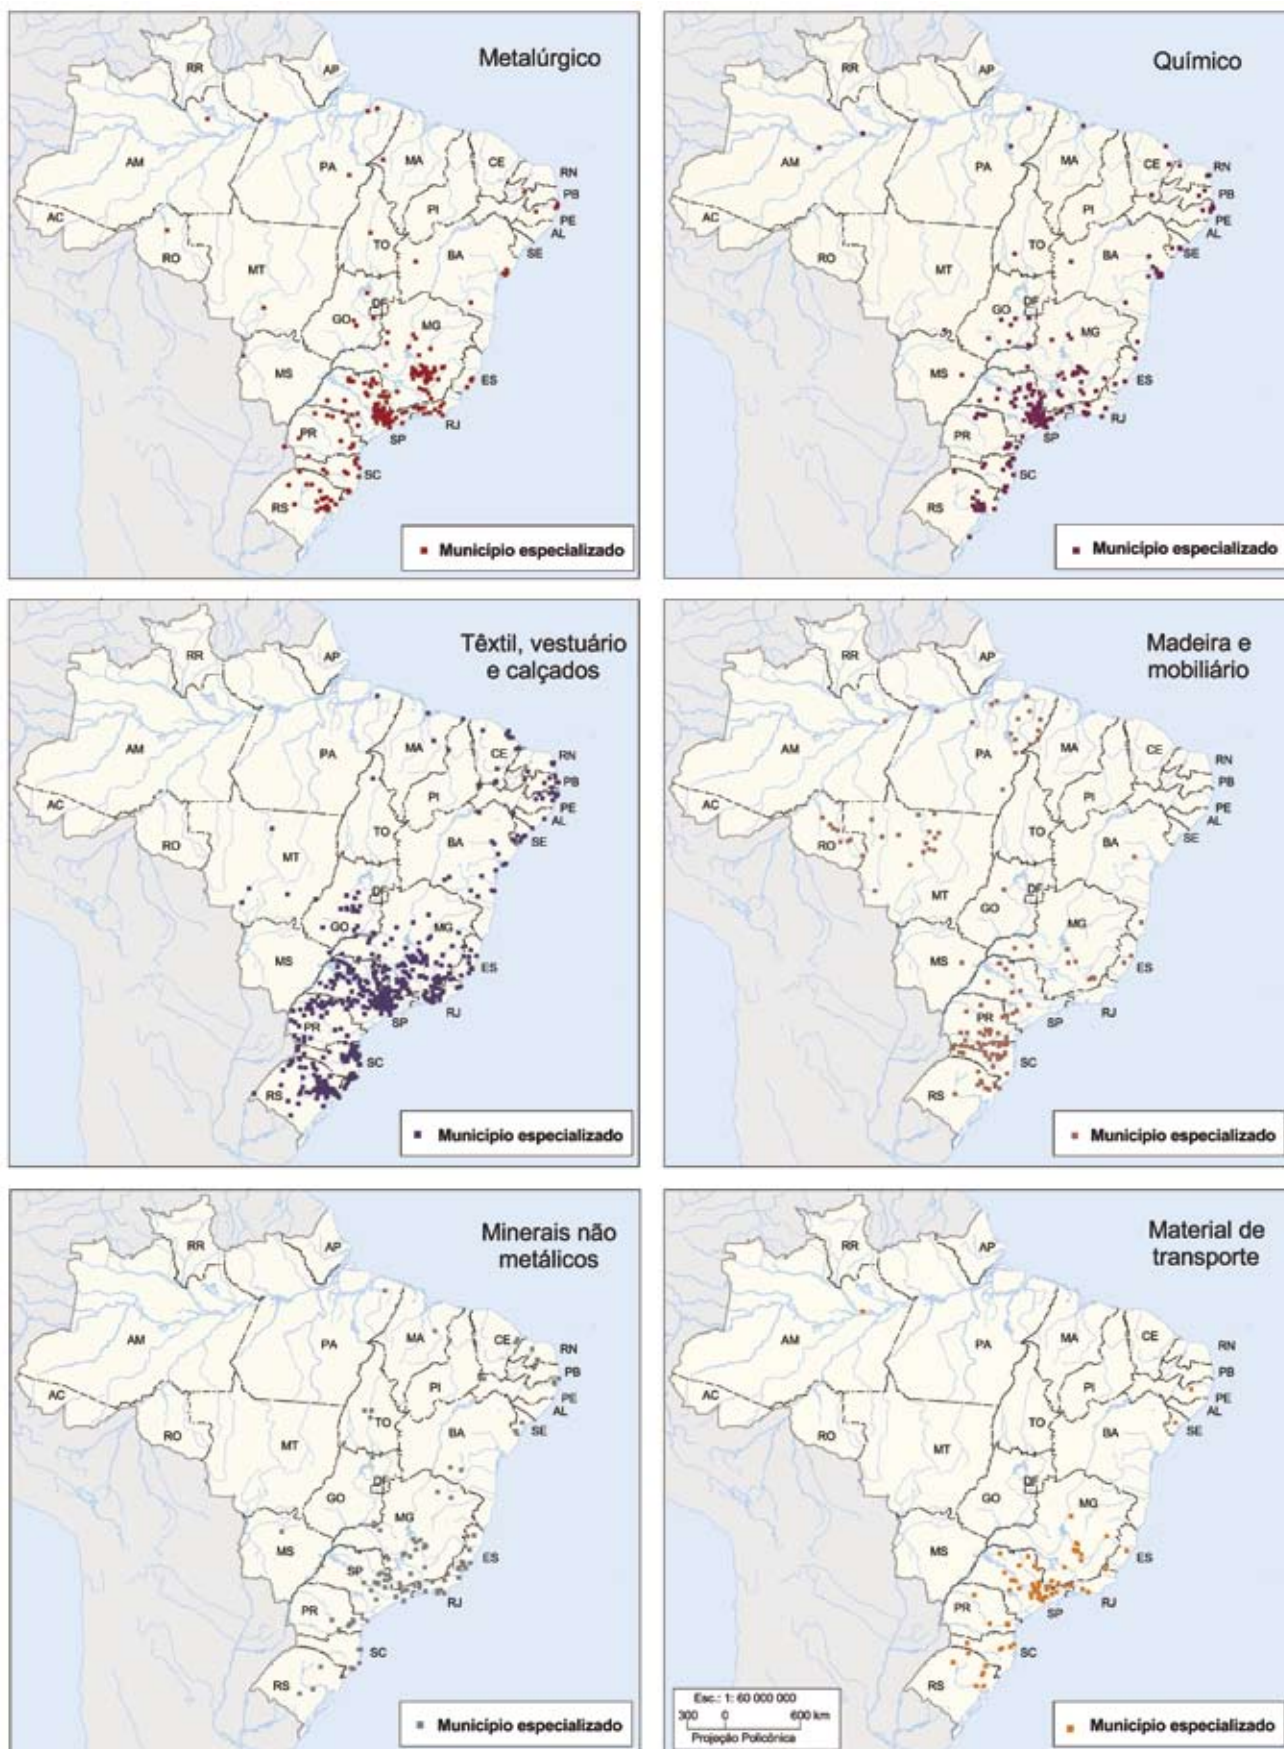 Metalúrgico
RR
AP
AM
PA
MA
CE
RN
PB
PE
AL
SE
PI
AC
RO
TO
BA
MT
DF
GO
MG
MS
ES
RJ
SP
PR
SC
RS
Município especializado
Químico
RR
AP
AM
PA
MA
CE
RN
PB
PE
AL
SE
PI
AC
RO
TO
BA
MT
DF
GO
MG
MS
ES
RJ
SP
PR
SC
RS
Município especializado
Têxtil, vestuário
e calçados
RR
AP
AM
PA
MA
CE
RN
PB
PE
AL
SE
PI
AC
RO
TO
BA
MT
DF
GO
MG
MS
ES
RJ
SP
PR
SC
RS
Município especializado
Madeira e
mobiliário
RR
AP
AM
PA
MA
CE
RN
PB
PE
AL
SE
PI
AC
RO
TO
BA
MT
DF
GO
MG
MS
ES
RJ
SP
PR
SC
RS
Município especializado
Minerais não
metálicos
RR
AP
AM
PA
MA
CE
RN
PB
PE
AL
SE
PI
AC
RO
TO
BA
MT
DF
GO
MG
MS
ES
RJ
SP
PR
SC
RS
Município especializado
Material de
transporte
RR
AP
AM
PA
MA
CE
RN
PB
PE
AL
SE
PI
AC
RO
TO
BA
MT
DF
GO
MG
MS
ES
RJ
SP
PR
SC
RS
Esc.: 1: 60 000 000
300 0 600 km
Projeção Policônica
Município especializado